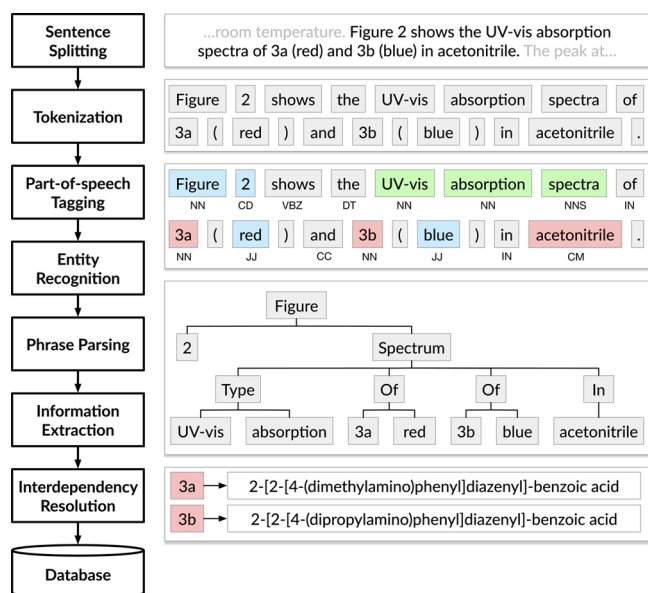 Sentence
Splitting
Tokenization
Part-of-speech
Tagging
Entity
Recognition
Phrase Parsing
Information
Extraction
Interdependency
Resolution
Database
...room temperature. Figure 2 shows the UV-vis absorption
spectra of 3a (red) and 3b (blue) in acetonitrile. The peak at...
Figure 2 shows the UV-vis absorption spectra of
3a ( red ) and 3b ( blue ) in acetonitrile .
Figure 2 shows the UV-vis absorption spectra of
NN CD VBZ DT NN NN NNS IN
3a ( red ) and 3b ( blue ) in acetonitrile .
NN JJ CC NN JJ IN CM
Figure
2 Spectrum
Type Of Of In
UV-vis absorption 3a red 3b blue acetonitrile
3a 2-[2-[4-(dimethylamino)phenyl]diazenyl]-benzoic acid
3b 2-[2-[4-(dipropylamino)phenyl]diazenyl]-benzoic acid